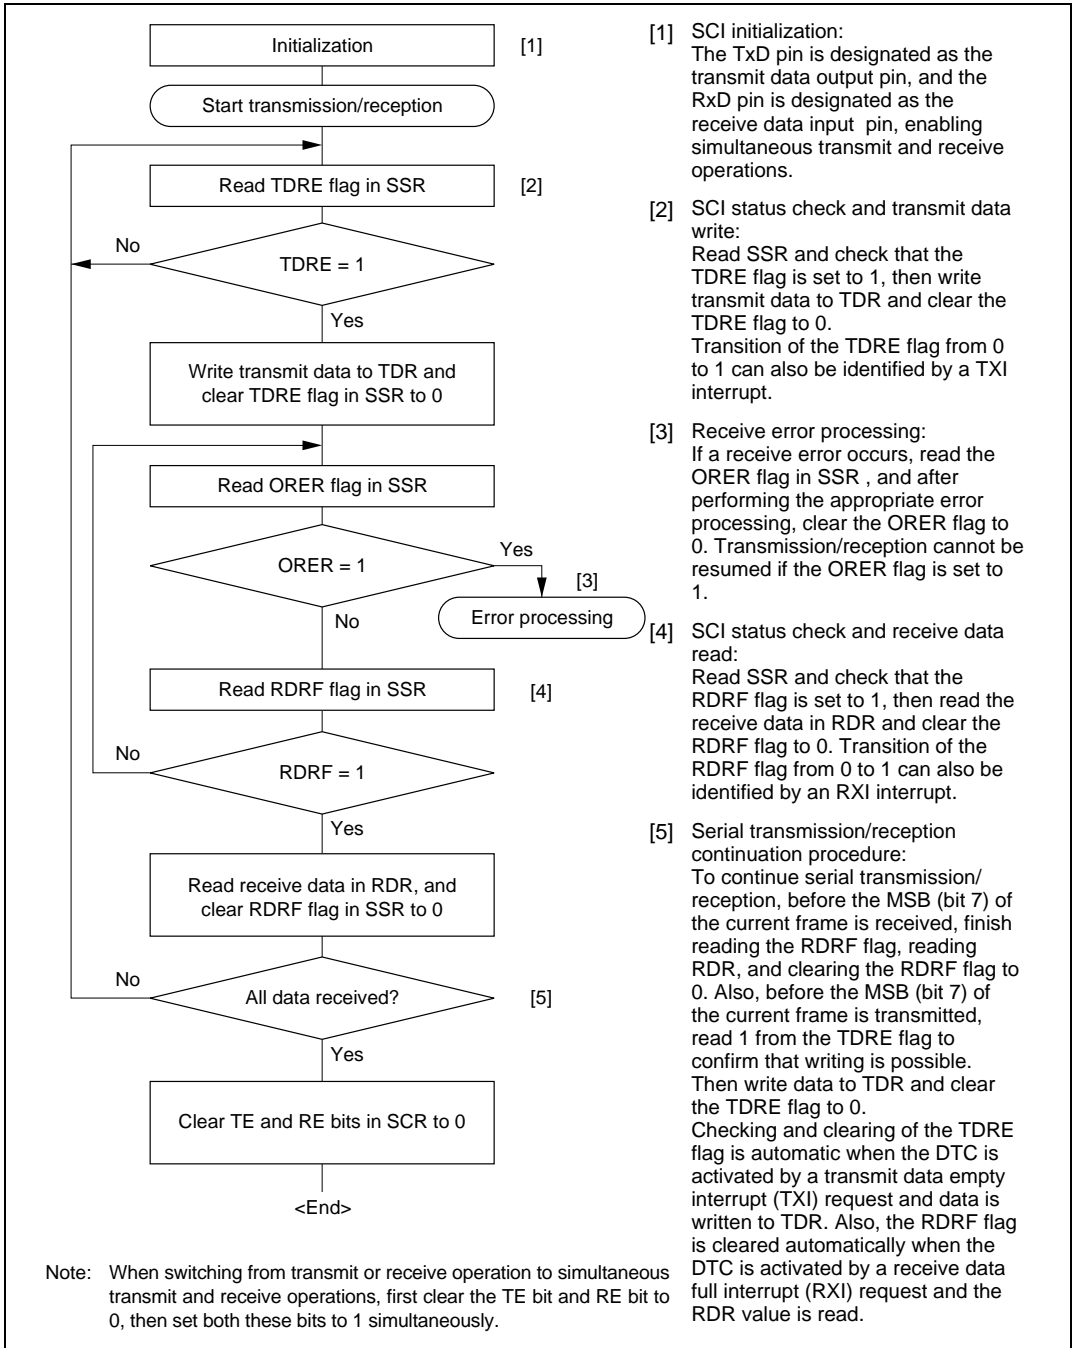 Initialization [1]
Start transmission/reception
Read TDRE flag in SSR [2]
No
TDRE = 1
Yes
Write transmit data to TDR and
clear TDRE flag in SSR to 0
Read ORER flag in SSR
ORER = 1
Yes
[3]
Error processing
No
Read RDRF flag in SSR [4]
No
RDRF = 1
Yes
Read receive data in RDR, and
clear RDRF flag in SSR to 0
No
All data received? [5]
Yes
Clear TE and RE bits in SCR to 0
<End>
[1] SCI initialization:
The TxD pin is designated as the
transmit data output pin, and the
RxD pin is designated as the
receive data input pin, enabling
simultaneous transmit and receive
operations.
[2] SCI status check and transmit data
write:
Read SSR and check that the
TDRE flag is set to 1, then write
transmit data to TDR and clear the
TDRE flag to 0.
Transition of the TDRE flag from 0
to 1 can also be identified by a TXI
interrupt.
[3] Receive error processing:
If a receive error occurs, read the
ORER flag in SSR , and after
performing the appropriate error
processing, clear the ORER flag to
0. Transmission/reception cannot be
resumed if the ORER flag is set to
1.
[4] SCI status check and receive data
read:
Read SSR and check that the
RDRF flag is set to 1, then read the
receive data in RDR and clear the
RDRF flag to 0. Transition of the
RDRF flag from 0 to 1 can also be
identified by an RXI interrupt.
[5] Serial transmission/reception
continuation procedure:
To continue serial transmission/
reception, before the MSB (bit 7) of
the current frame is received, finish
reading the RDRF flag, reading
RDR, and clearing the RDRF flag to
0. Also, before the MSB (bit 7) of
the current frame is transmitted,
read 1 from the TDRE flag to
confirm that writing is possible.
Then write data to TDR and clear
the TDRE flag to 0.
Checking and clearing of the TDRE
flag is automatic when the DTC is
activated by a transmit data empty
interrupt (TXI) request and data is
written to TDR. Also, the RDRF flag
is cleared automatically when the
DTC is activated by a receive data
full interrupt (RXI) request and the
RDR value is read.
Note: When switching from transmit or receive operation to simultaneous
transmit and receive operations, first clear the TE bit and RE bit to
0, then set both these bits to 1 simultaneously.